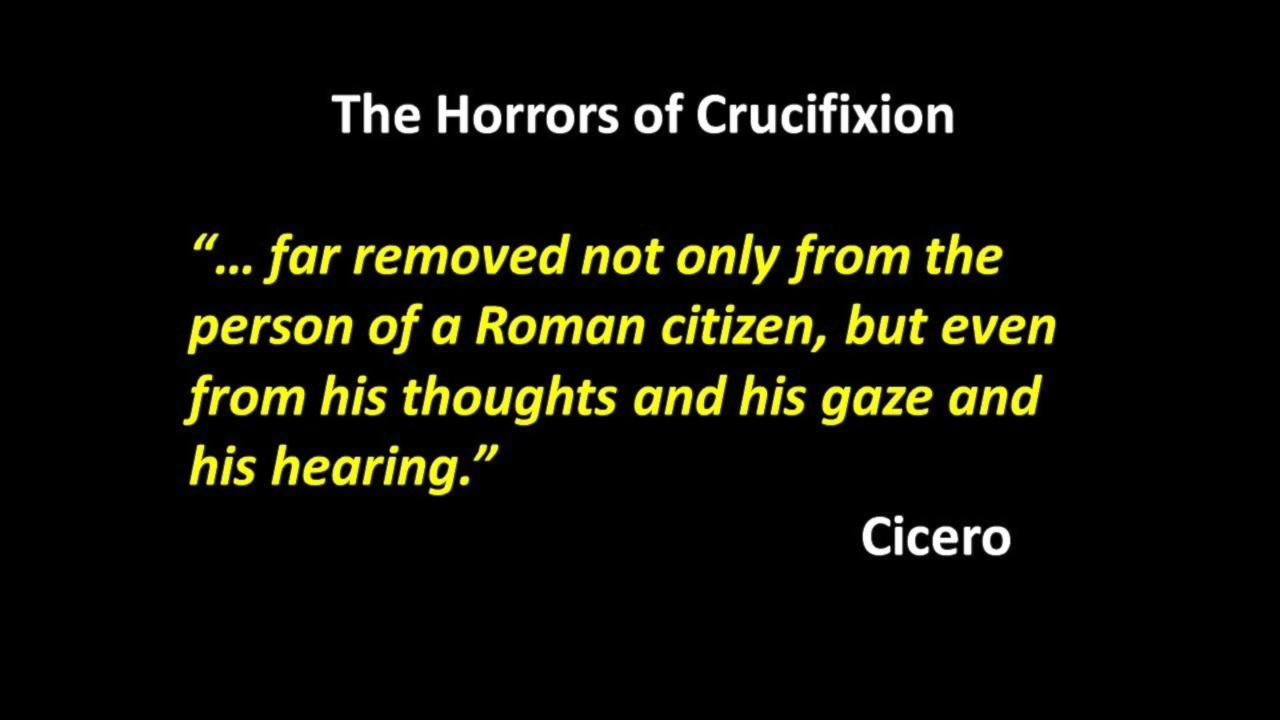 The Horrors of Crucifixion
“… far removed not only from the
person of a Roman citizen, but even
from his thoughts and his gaze and
his hearing.”
Cicero